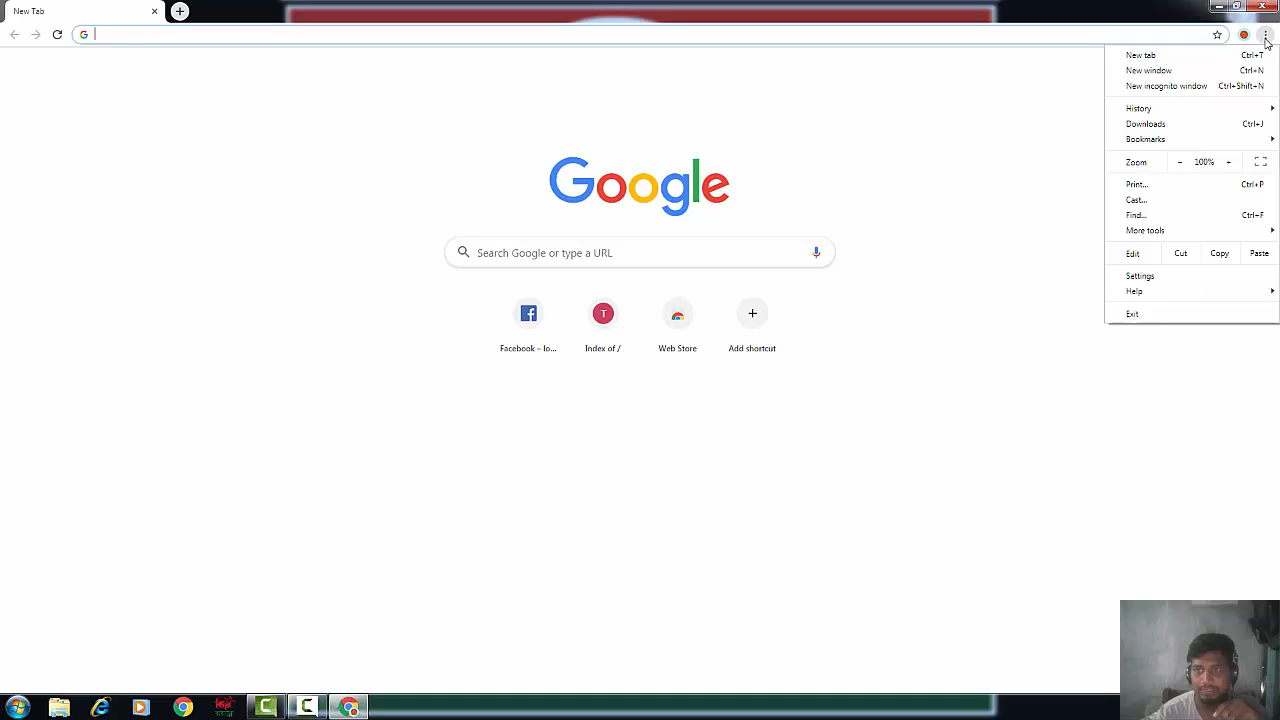 New Tab
New tab Ctrl+T
New window Ctrl+N
New incognito window Ctrl+Shift+N
History
Downloads Ctrl+J
Bookmarks
Zoom - 100% +
Print... Ctrl+P
Cast...
Find... Ctrl+F
More tools
Edit Cut Copy Paste
Settings
Help
Exit
Google
Search Google or type a URL
T
Facebook – lo...
Index of /
Web Store
Add shortcut